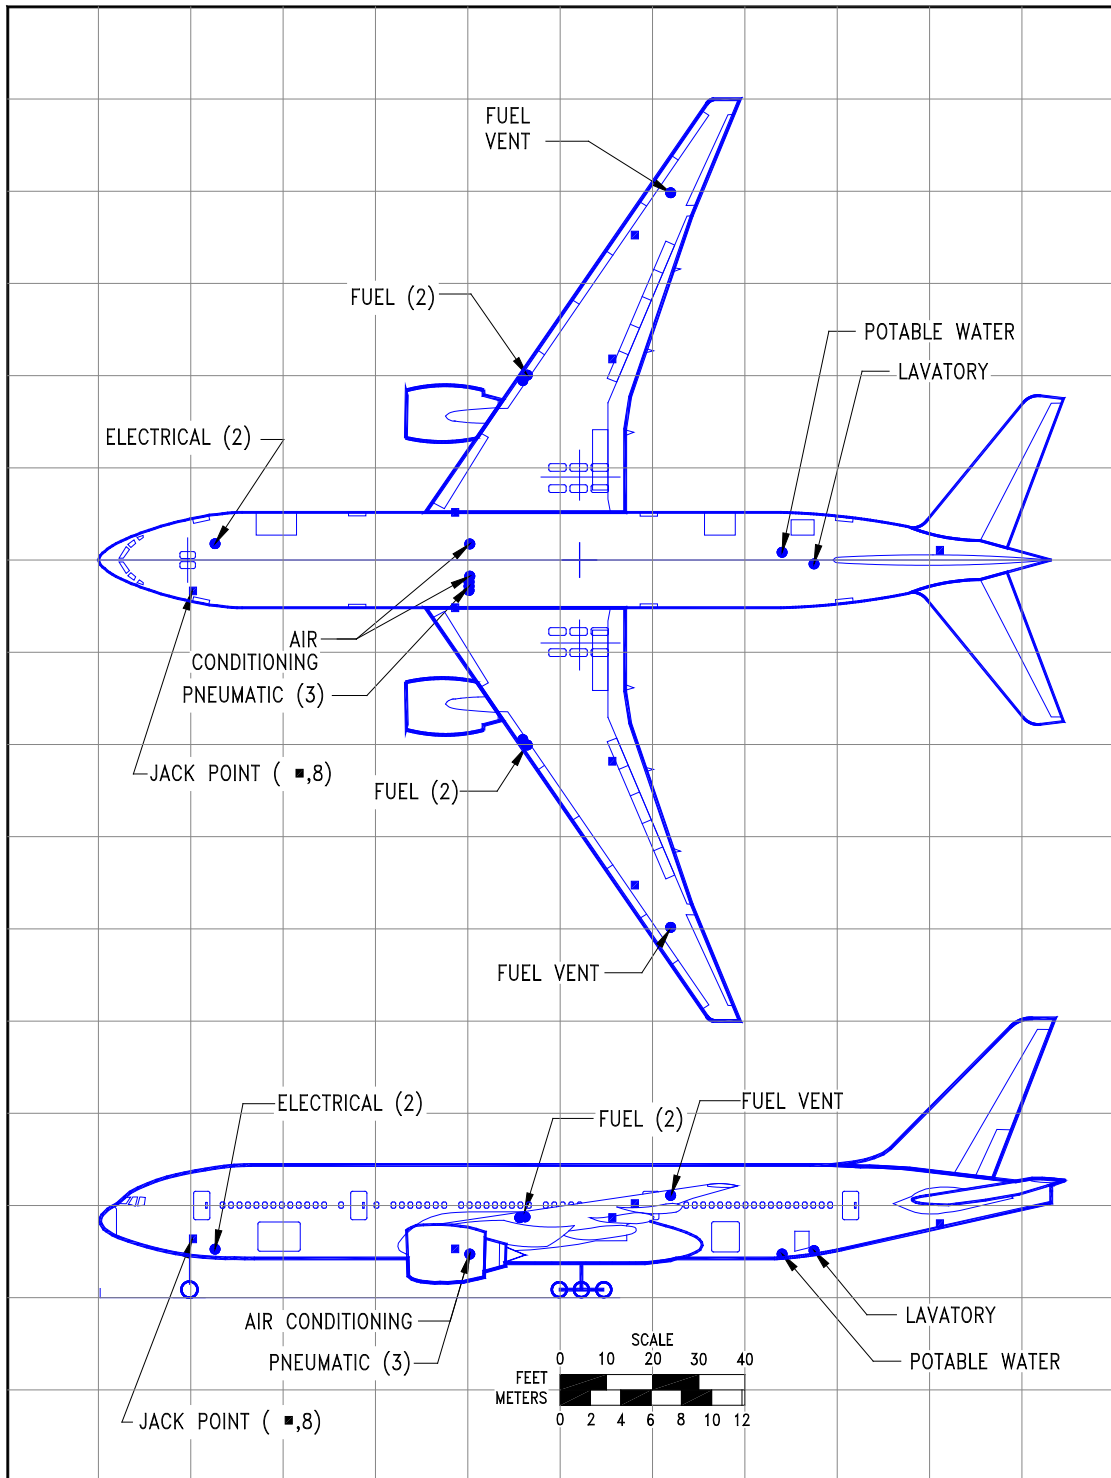 FUEL
VENT
FUEL (2)
POTABLE WATER
LAVATORY
ELECTRICAL (2)
AIR
CONDITIONING
PNEUMATIC (3)
JACK POINT ( ■,8)
FUEL (2)
FUEL VENT
ELECTRICAL (2)
FUEL (2)
FUEL VENT
AIR CONDITIONING
LAVATORY
PNEUMATIC (3)
POTABLE WATER
JACK POINT ( ■,8)
SCALE
0 10 20 30 40
FEET
METERS
0 2 4 6 8 10 12